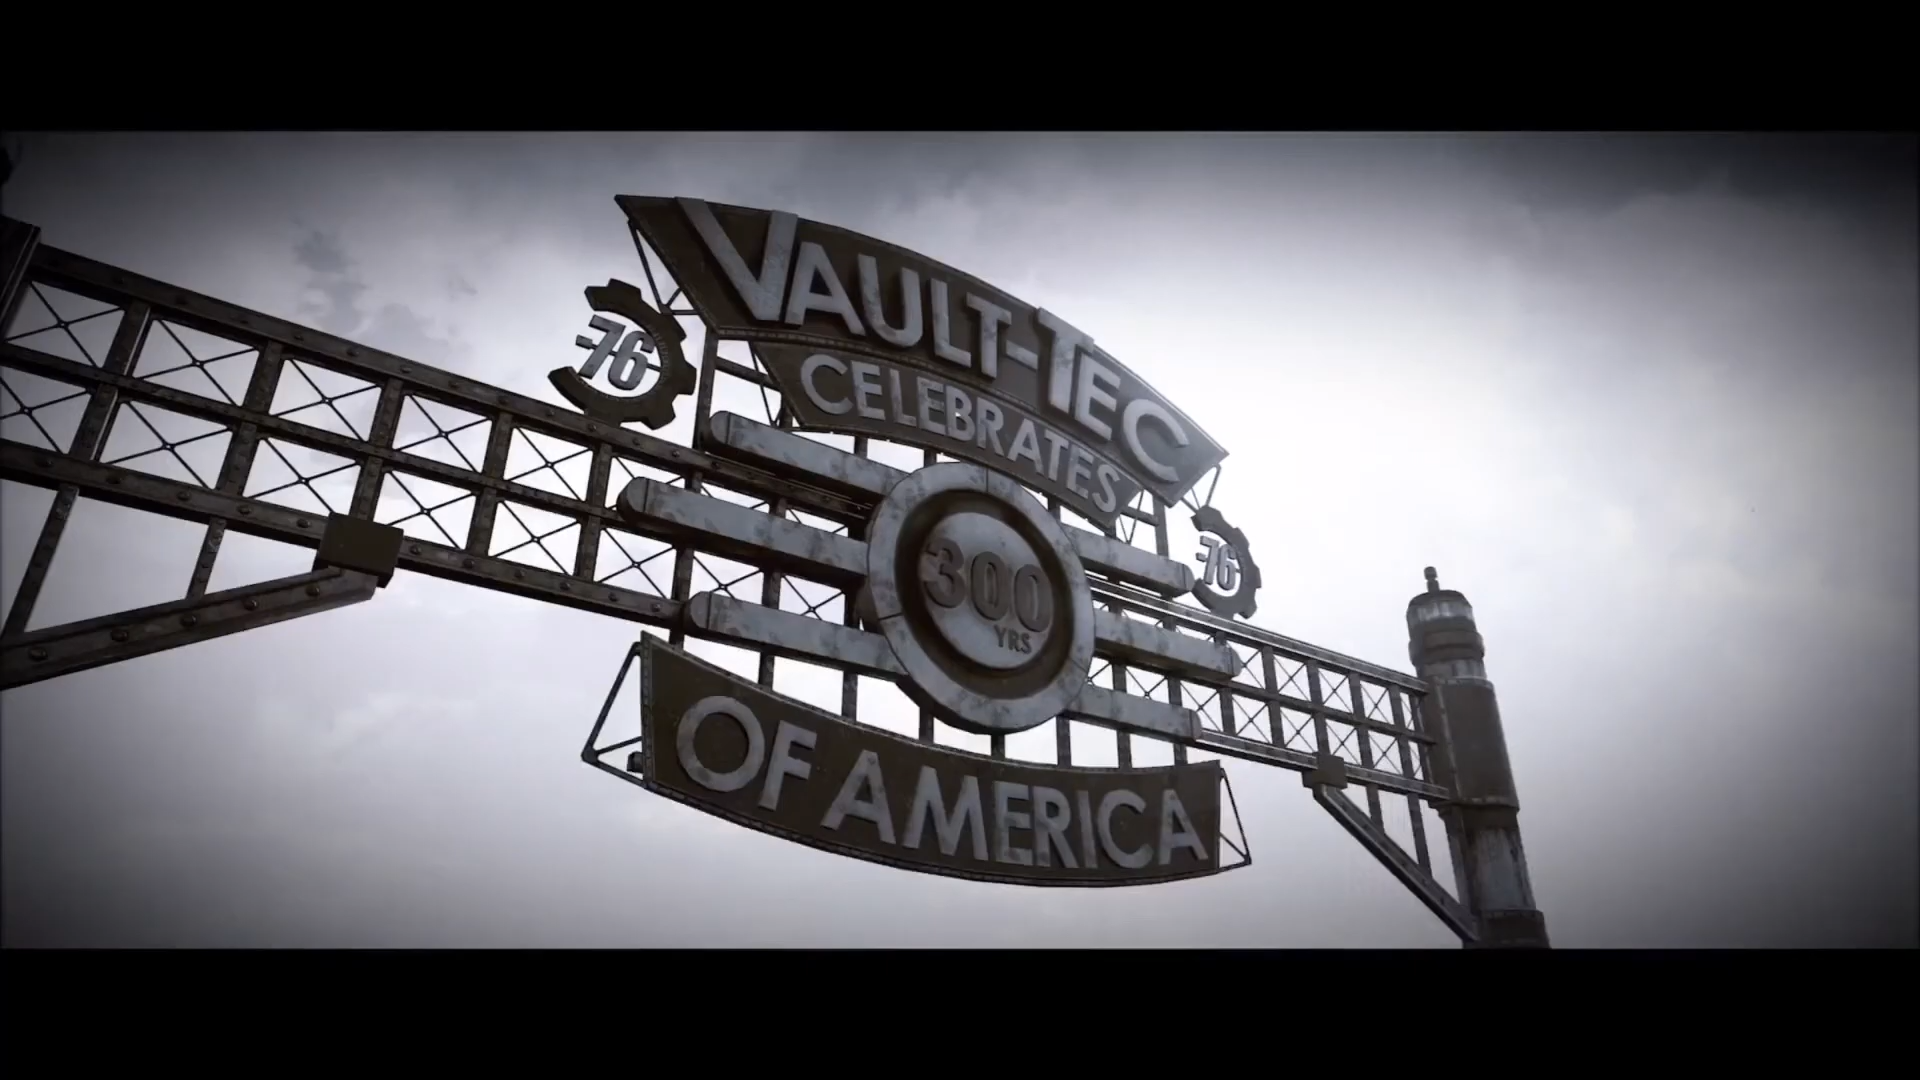 VAULT-TEC
CELEBRATES
76
76
300
YRS
OF AMERICA